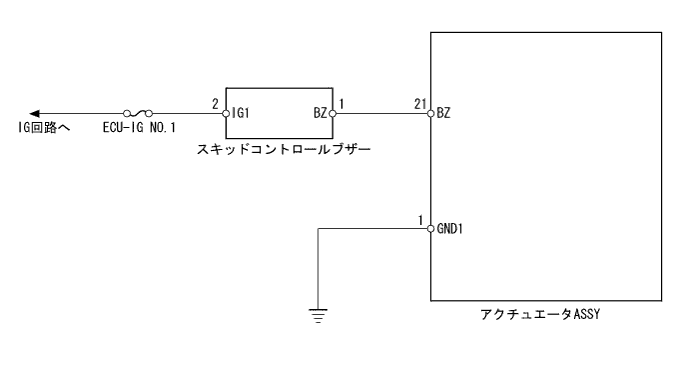 2
IG1
BZ
1
21
BZ
IG回路へ
ECU-IG NO.1
スキッドコントロールブザー
1
GND1
アクチュエータASSY